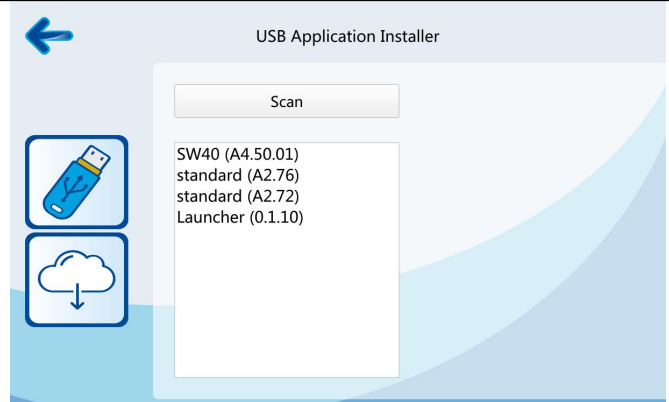 USB Application Installer
Scan
SW40 (A4.50.01)
standard (A2.76)
standard (A2.72)
Launcher (0.1.10)